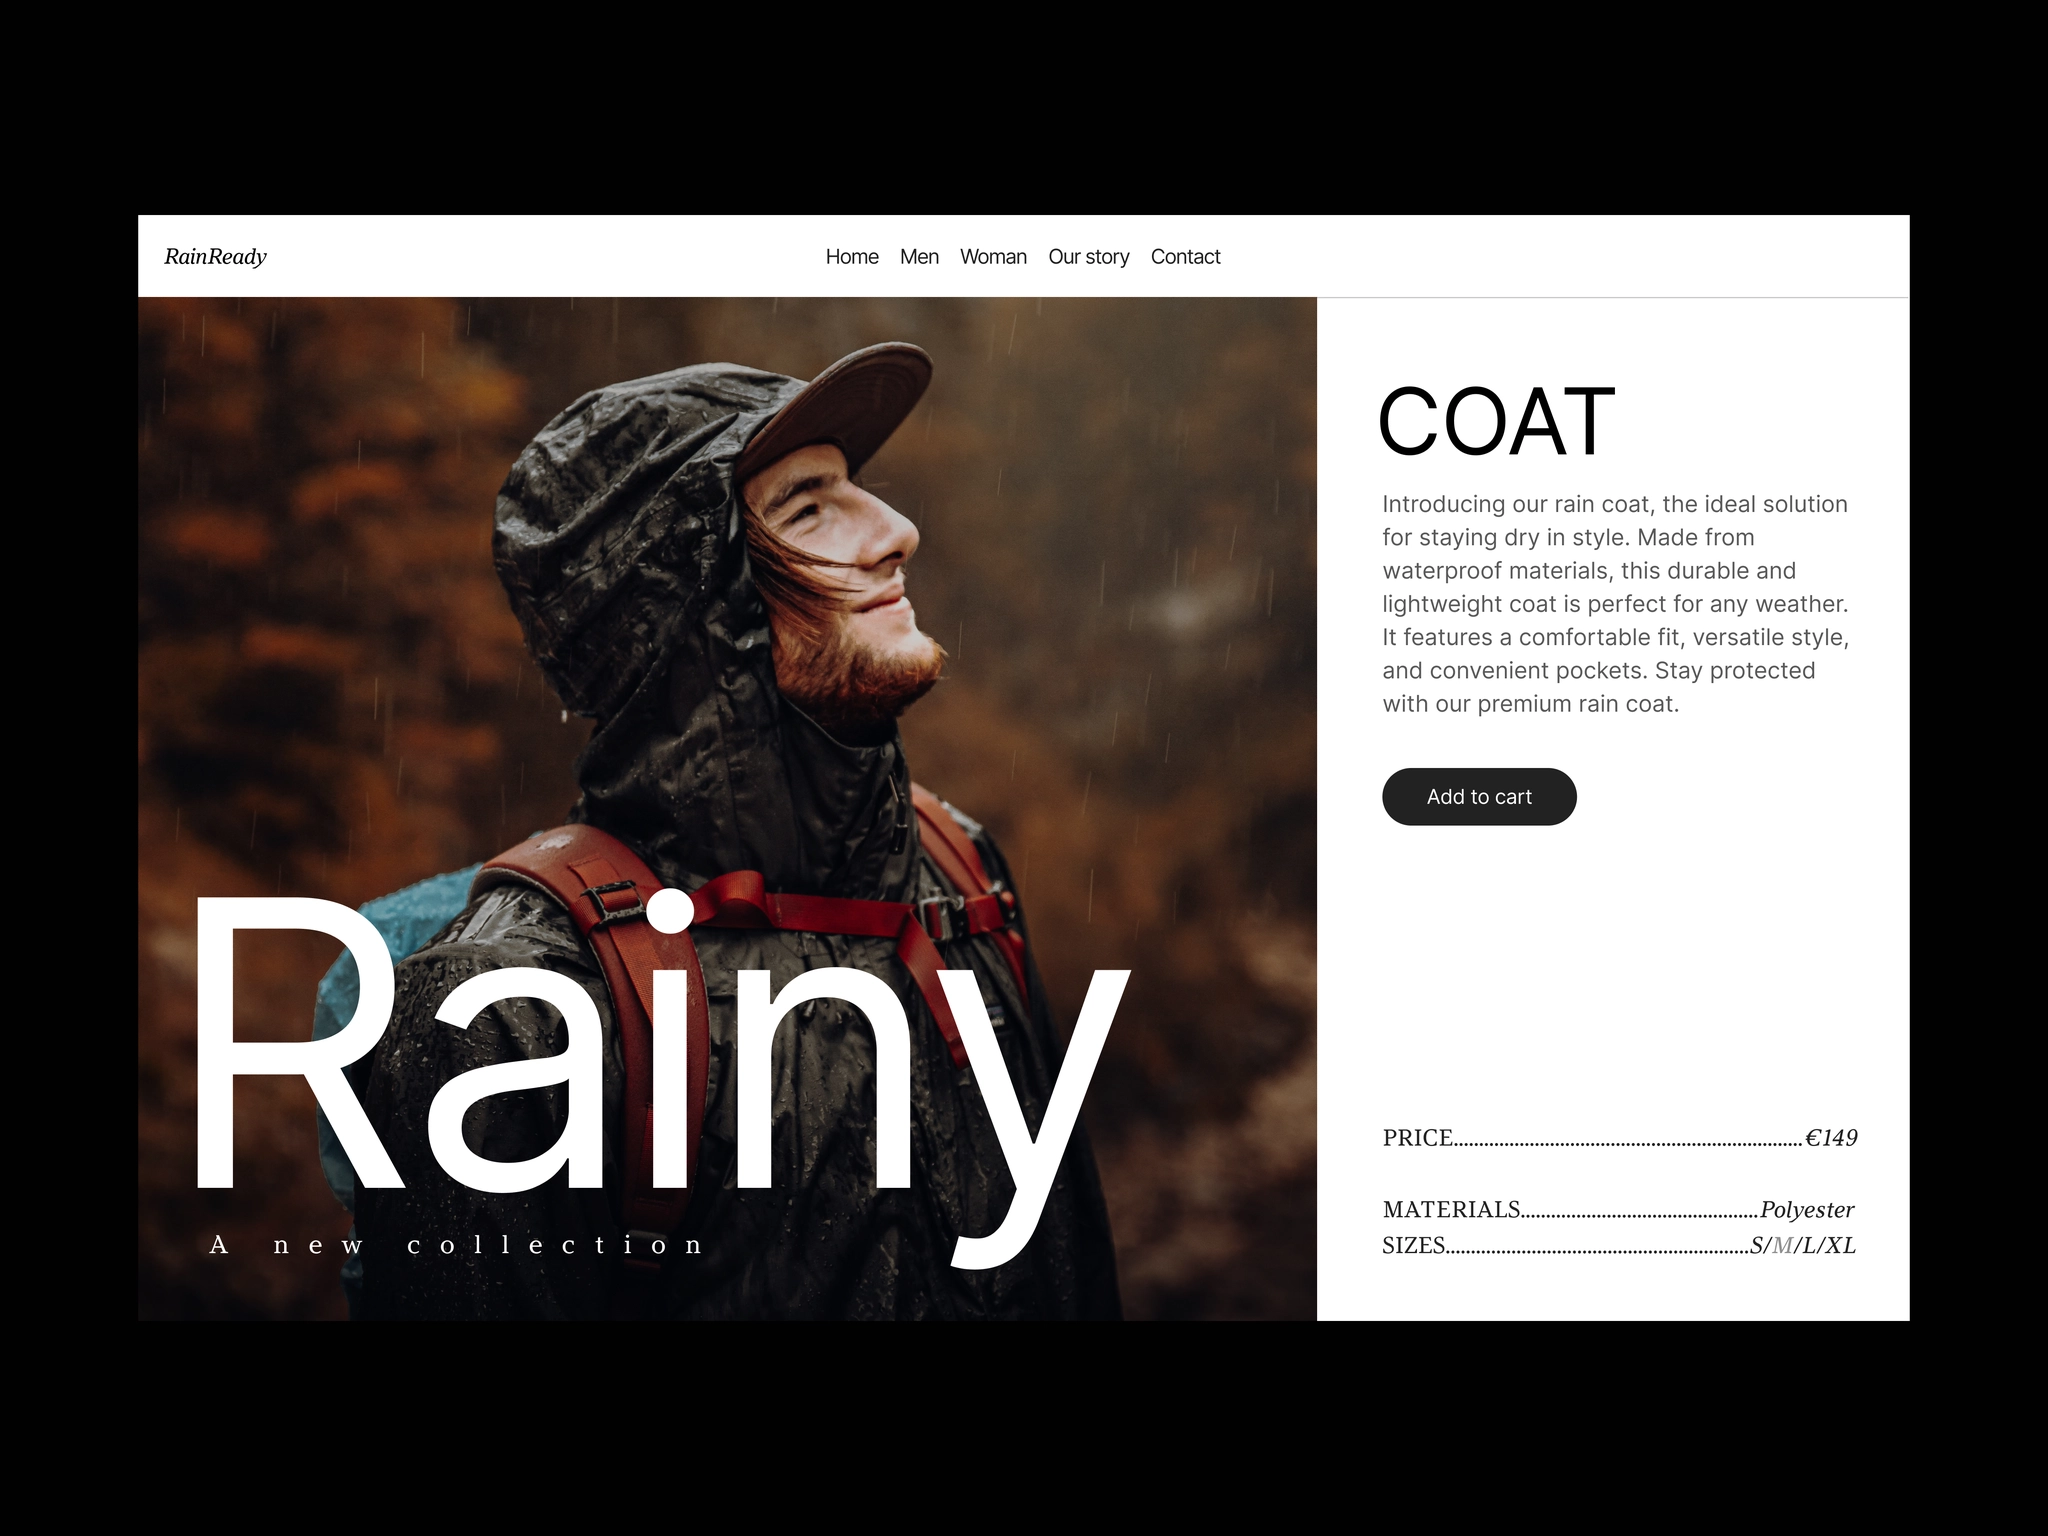 RainReady
Home Men Woman Our story Contact
COAT
Introducing our rain coat, the ideal solution
for staying dry in style. Made from
waterproof materials, this durable and
lightweight coat is perfect for any weather.
It features a comfortable fit, versatile style,
and convenient pockets. Stay protected
with our premium rain coat.
Add to cart
Rainy
A new collection
PRICE......................................................................€149
MATERIALS................................................Polyester
SIZES.............................................................S/M/L/XL